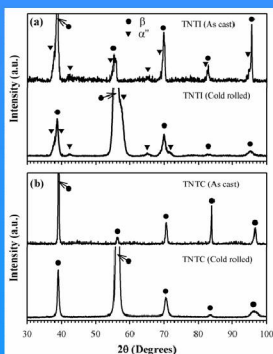 (a)
● β
▼ α"
TNTI (As cast)
TNTI (Cold rolled)
Intensity (a.u.)
(b)
TNTC (As cast)
TNTC (Cold rolled)
Intensity (a.u.)
30 40 50 60 70 80 90 100
2θ (Degrees)